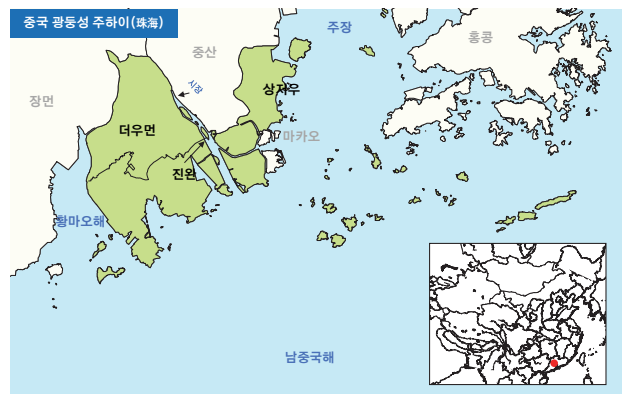 중국 광둥성 주하이(珠海)
주장
홍콩
중산
시장
상저우
장먼
더우먼
마카오
진완
황마오해
남중국해